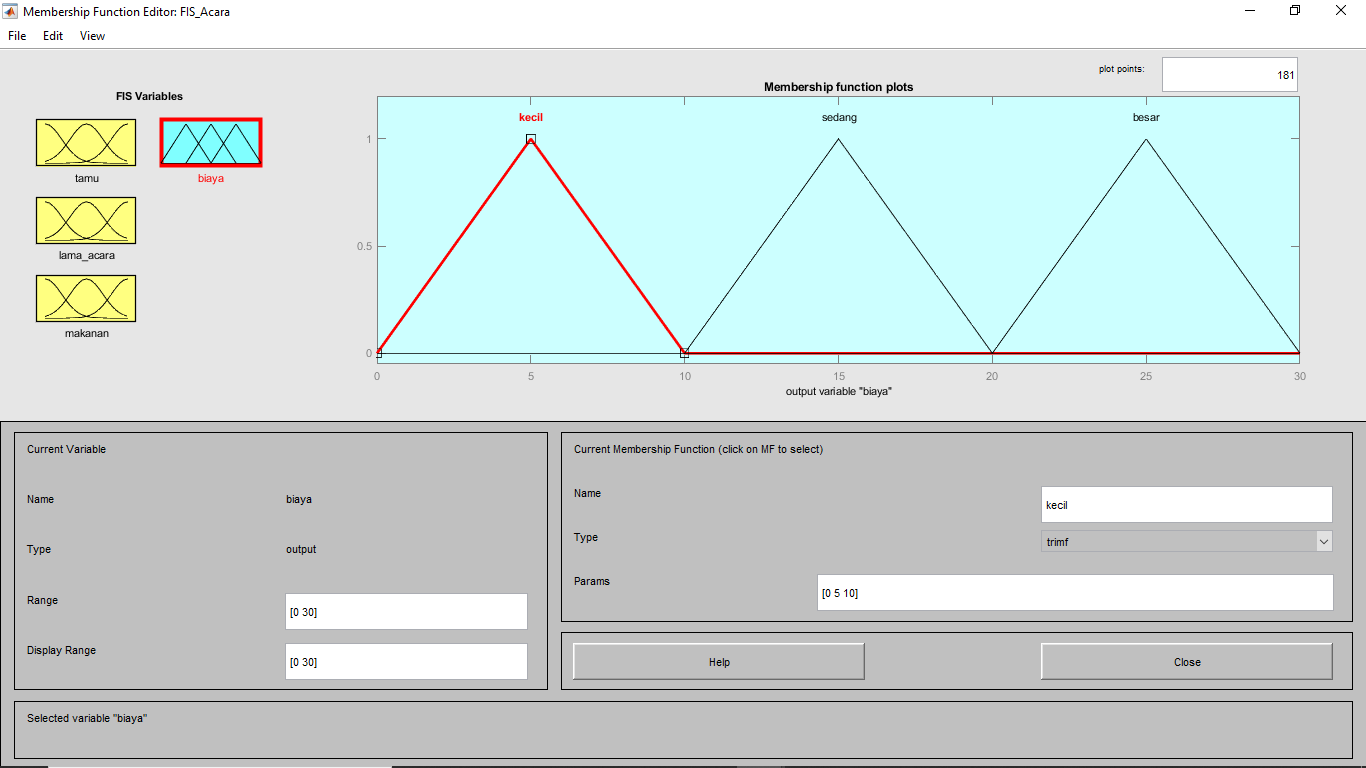 Membership Function Editor: FIS_Acara
File Edit View
plot points: 181
FIS Variables
Membership function plots
tamu
biaya
lama_acara
makanan
kecil sedang besar
1
0.5
0
0 5 10 15 20 25 30
output variable "biaya"
Current Variable
Name biaya
Type output
Range [0 30]
Display Range [0 30]
Current Membership Function (click on MF to select)
Name kecil
Type trimf
Params [0 5 10]
Help Close
Selected variable "biaya"